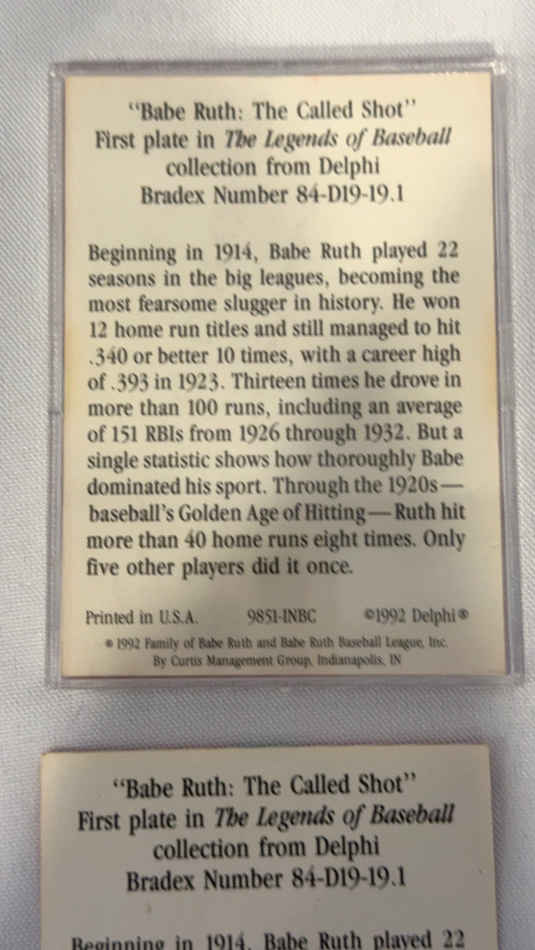 “Babe Ruth: The Called Shot”
First plate in The Legends of Baseball
collection from Delphi
Bradex Number 84-D19-19.1
Beginning in 1914, Babe Ruth played 22
seasons in the big leagues, becoming the
most fearsome slugger in history. He won
12 home run titles and still managed to hit
.340 or better 10 times, with a career high
of .393 in 1923. Thirteen times he drove in
more than 100 runs, including an average
of 151 RBIs from 1926 through 1932. But a
single statistic shows how thoroughly Babe
dominated his sport. Through the 1920s—
baseball’s Golden Age of Hitting—Ruth hit
more than 40 home runs eight times. Only
five other players did it once.
Printed in U.S.A. 9851-INBC ©1992 Delphi®
® 1992 Family of Babe Ruth and Babe Ruth Baseball League, Inc.
By Curtis Management Group, Indianapolis, IN
“Babe Ruth: The Called Shot”
First plate in The Legends of Baseball
collection from Delphi
Bradex Number 84-D19-19.1
Beginning in 1914, Babe Ruth played 22